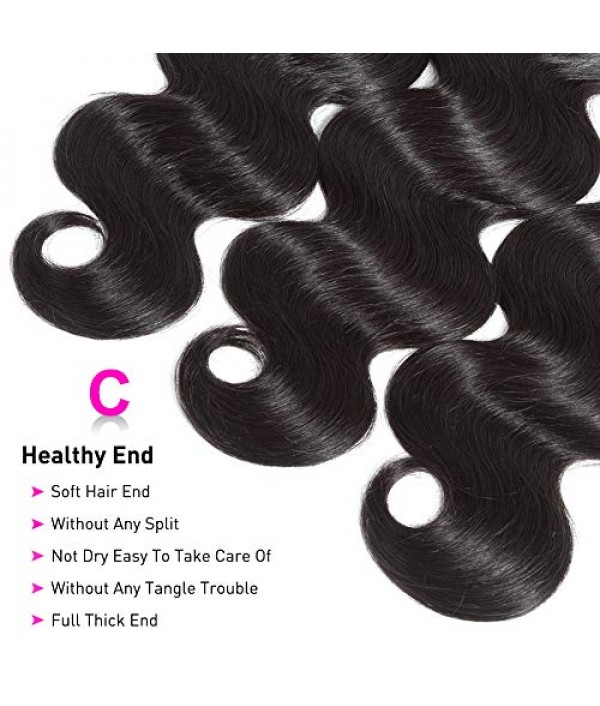 C
Healthy End
➤ Soft Hair End
➤ Without Any Split
➤ Not Dry Easy To Take Care Of
➤ Without Any Tangle Trouble
➤ Full Thick End